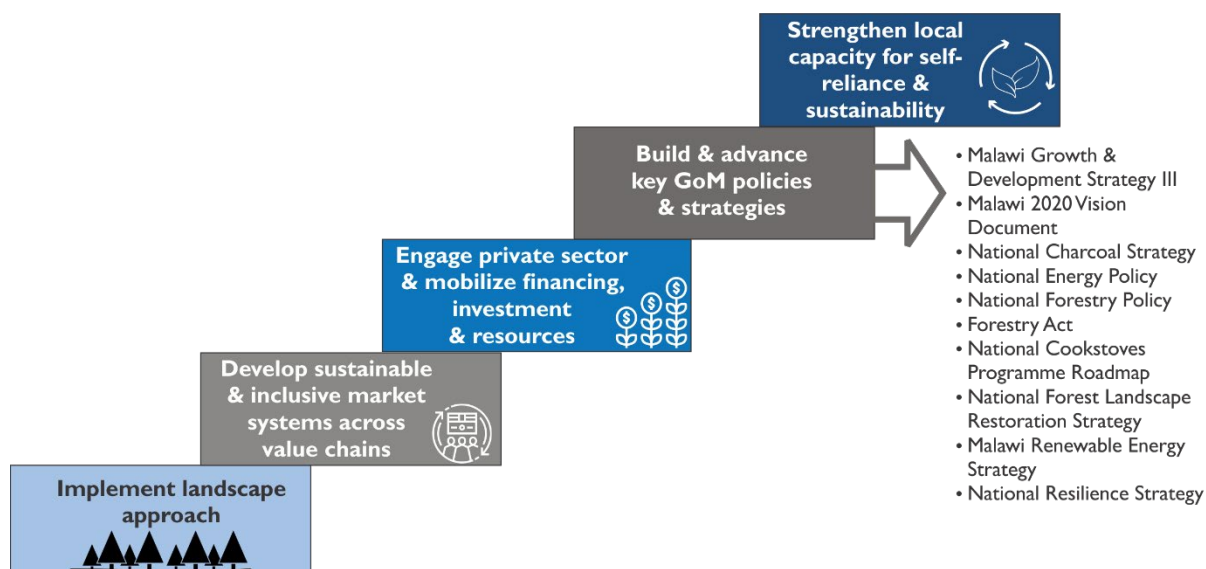 Strengthen local
capacity for self-
reliance &
sustainability
Build & advance
key GoM policies
& strategies
• Malawi Growth &
Development Strategy III
• Malawi 2020 Vision
Document
• National Charcoal Strategy
• National Energy Policy
• National Forestry Policy
• Forestry Act
• National Cookstoves
Programme Roadmap
• National Forest Landscape
Restoration Strategy
• Malawi Renewable Energy
Strategy
• National Resilience Strategy
Engage private sector
& mobilize financing,
investment
& resources
$ $ $
Develop sustainable
& inclusive market
systems across
value chains
Implement landscape
approach